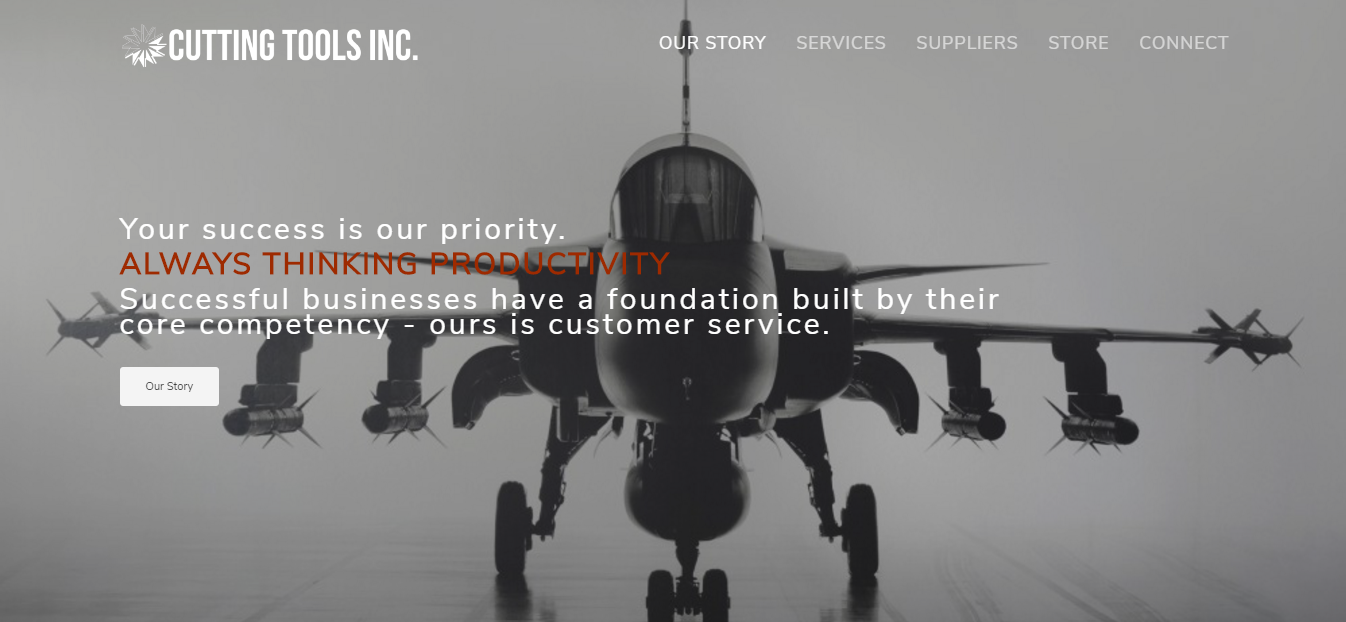 CUTTING TOOLS INC.
OUR STORY SERVICES SUPPLIERS STORE CONNECT
Your success is our priority.
ALWAYS THINKING PRODUCTIVITY
Successful businesses have a foundation built by their
core competency - ours is customer service.
Our Story